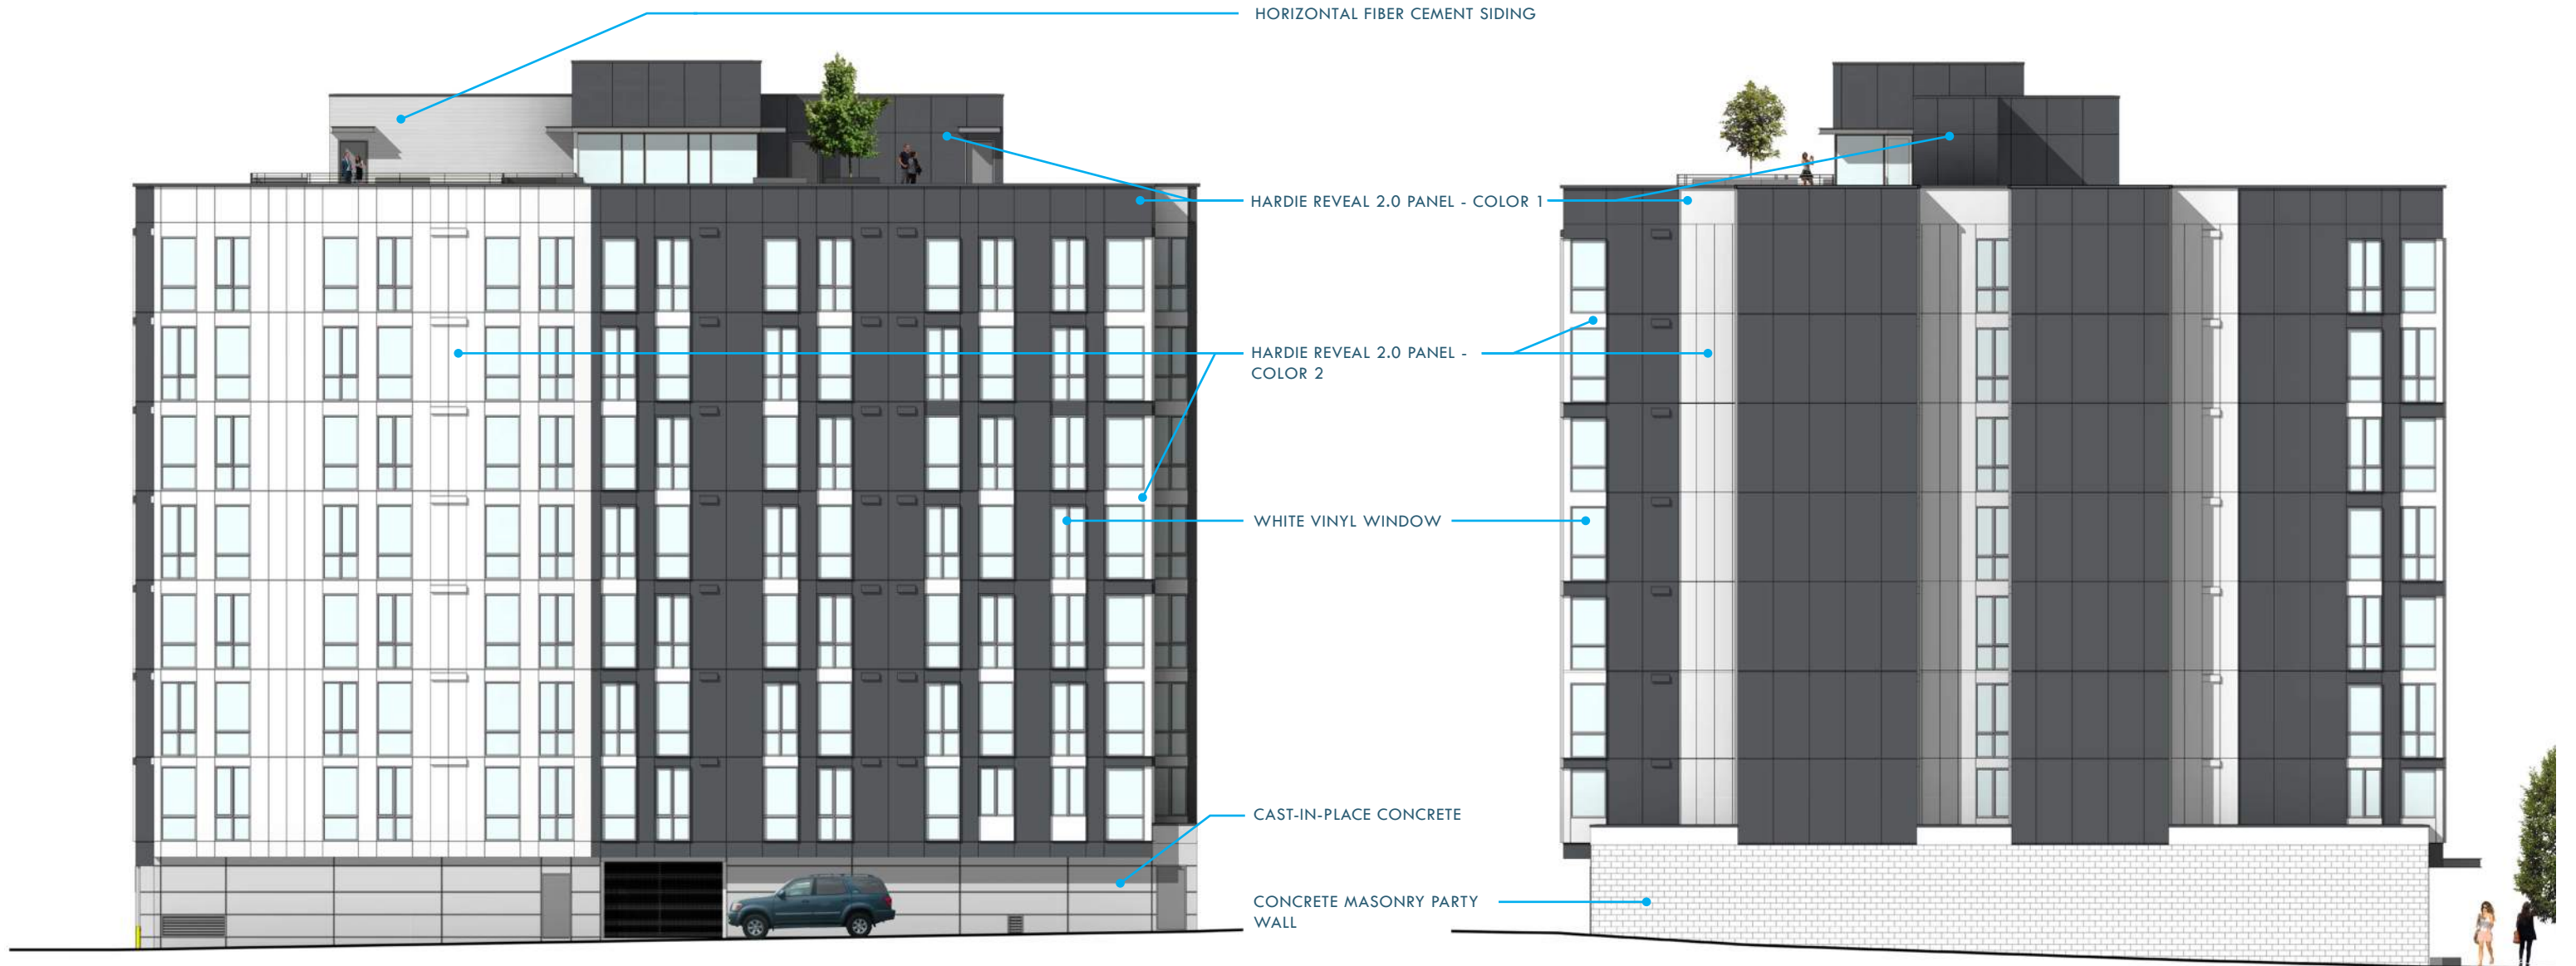 HORIZONTAL FIBER CEMENT SIDING
HARDIE REVEAL 2.0 PANEL - COLOR 1
HARDIE REVEAL 2.0 PANEL -
COLOR 2
WHITE VINYL WINDOW
CAST-IN-PLACE CONCRETE
CONCRETE MASONRY PARTY
WALL